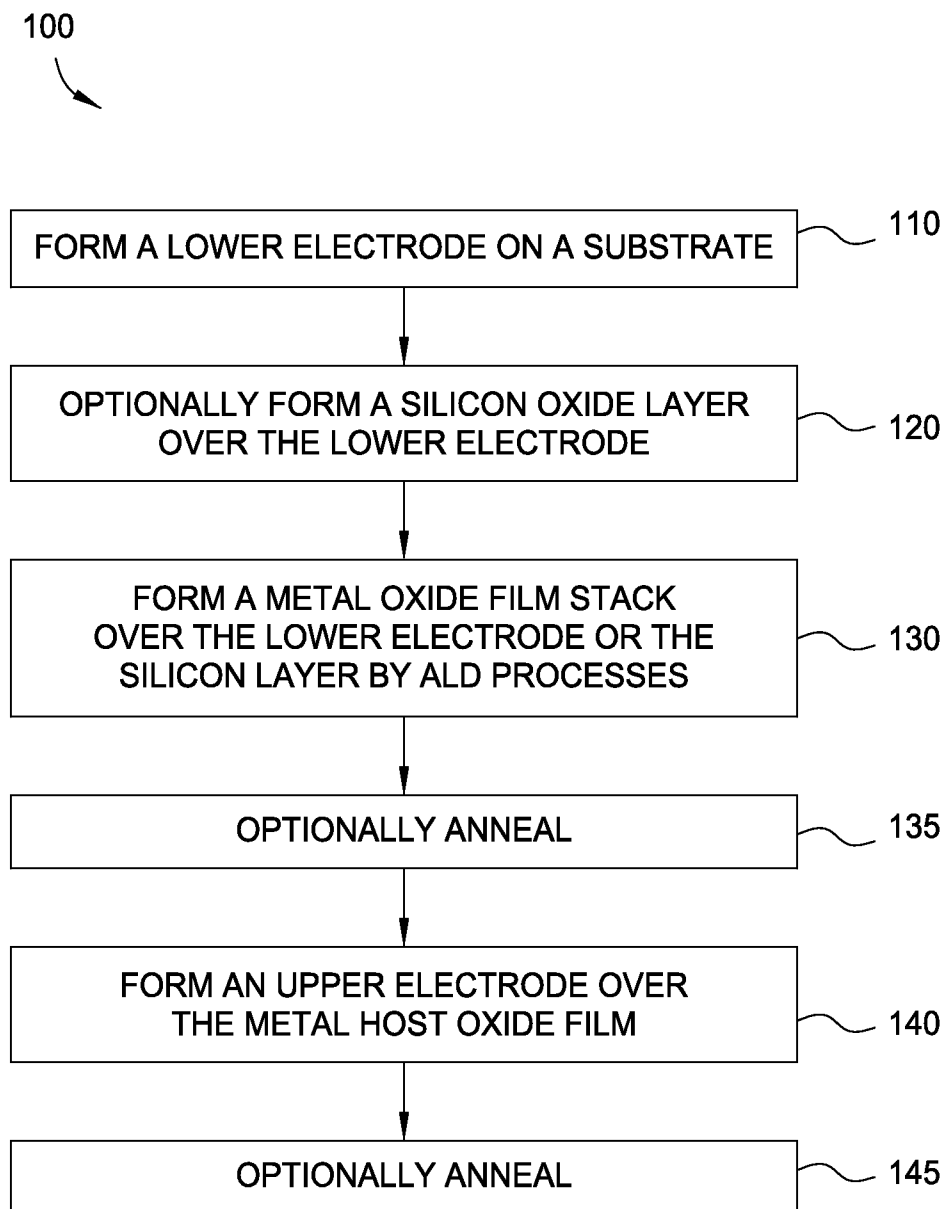 100
FORM A LOWER ELECTRODE ON A SUBSTRATE
110
OPTIONALLY FORM A SILICON OXIDE LAYER
OVER THE LOWER ELECTRODE
120
FORM A METAL OXIDE FILM STACK
OVER THE LOWER ELECTRODE OR THE
SILICON LAYER BY ALD PROCESSES
130
OPTIONALLY ANNEAL
135
FORM AN UPPER ELECTRODE OVER
THE METAL HOST OXIDE FILM
140
OPTIONALLY ANNEAL
145